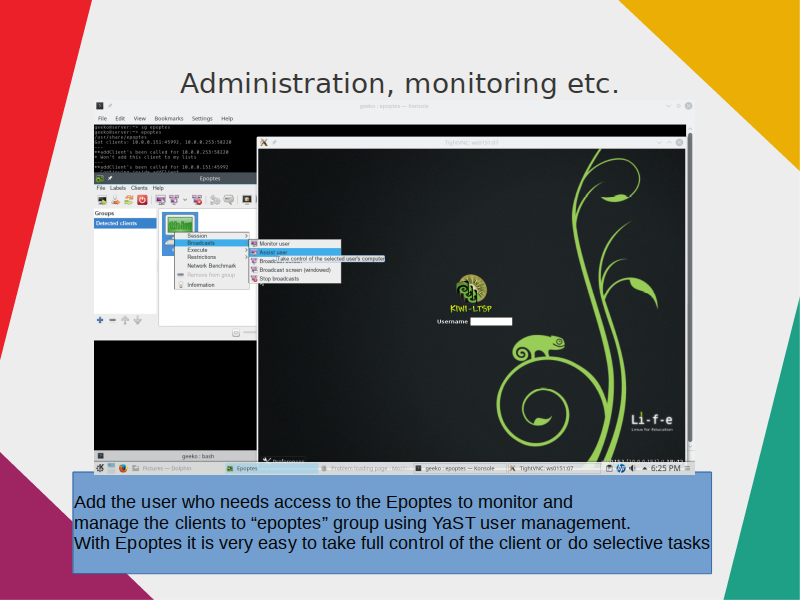 Administration, monitoring etc.
geeko : epoptes — Konsole
File Edit View Bookmarks Settings Help
geeko@server:~> sg epoptes
geeko@server:~> epoptes
/usr/share/epoptes
Got clients: 10.0.0.151:45992, 10.0.0.253:50220
---
**addClient's been called for 10.0.0.253:50220
* Won't add this client to my lists
---
**addClient's been called for 10.0.0.151:45992
TightVNC: ws0151:07
Epoptes
File Labels Clients Help
Groups
Detected clients
Session
Broadcasts
Execute
Restrictions
Network Benchmark
Remove from group
Information
Monitor user
Assist user
Take control of the selected user's computer
Broadcast screen (windowed)
Stop broadcasts
KIWI-LTSP
Username
Li-f-e
Linux for Education
geeko : bash
Preferences
Pictures — Dolphin
Epoptes
Problem loading page - Moz
geeko : epoptes — Konsole
TightVNC: ws0151:07
6:25 PM
Add the user who needs access to the Epoptes to monitor and
manage the clients to “epoptes” group using YaST user management.
With Epoptes it is very easy to take full control of the client or do selective tasks